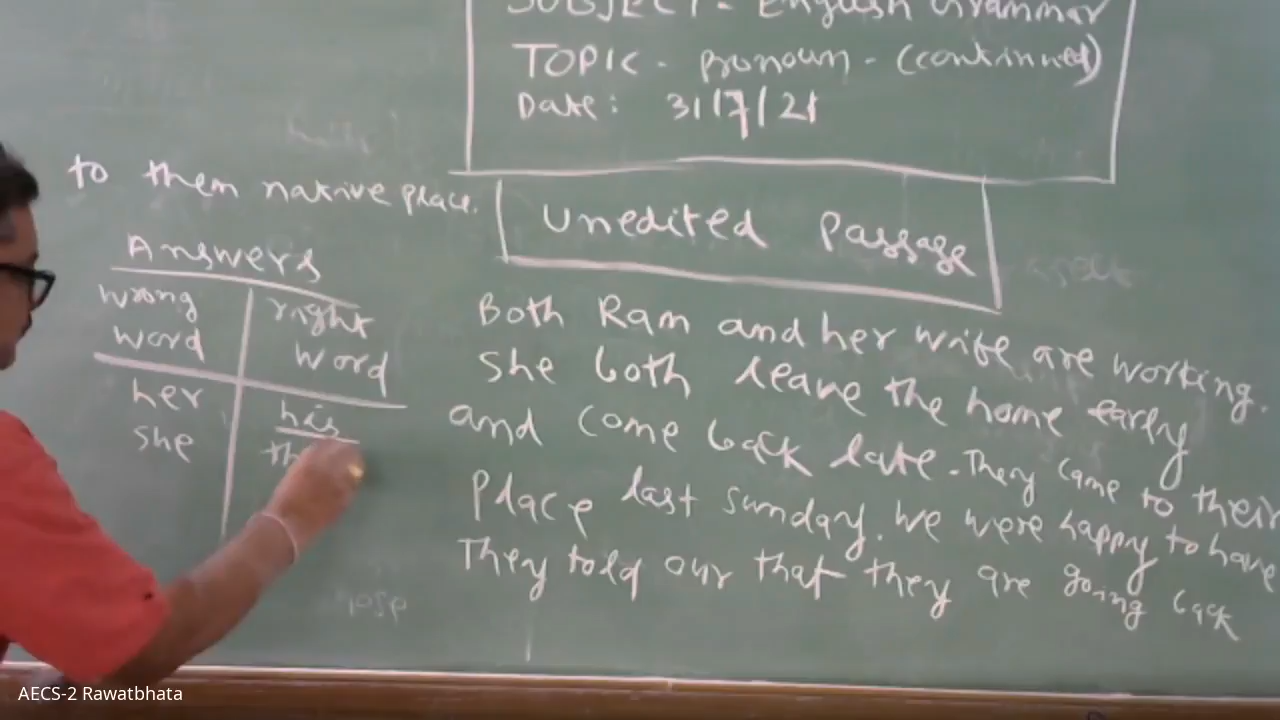 SUBJECT - English Grammar
TOPIC - pronoun - (continued)
Date: 31/7/21
to them native place.
Unedited Passage
Answers
wrong word
right word
her
his
she
th
Both Ram and her wife are working.
She both leave the home early
and come back late. They came to their
place last sunday. we were happy to have
They told our that they are going back
AECS-2 Rawatbhata